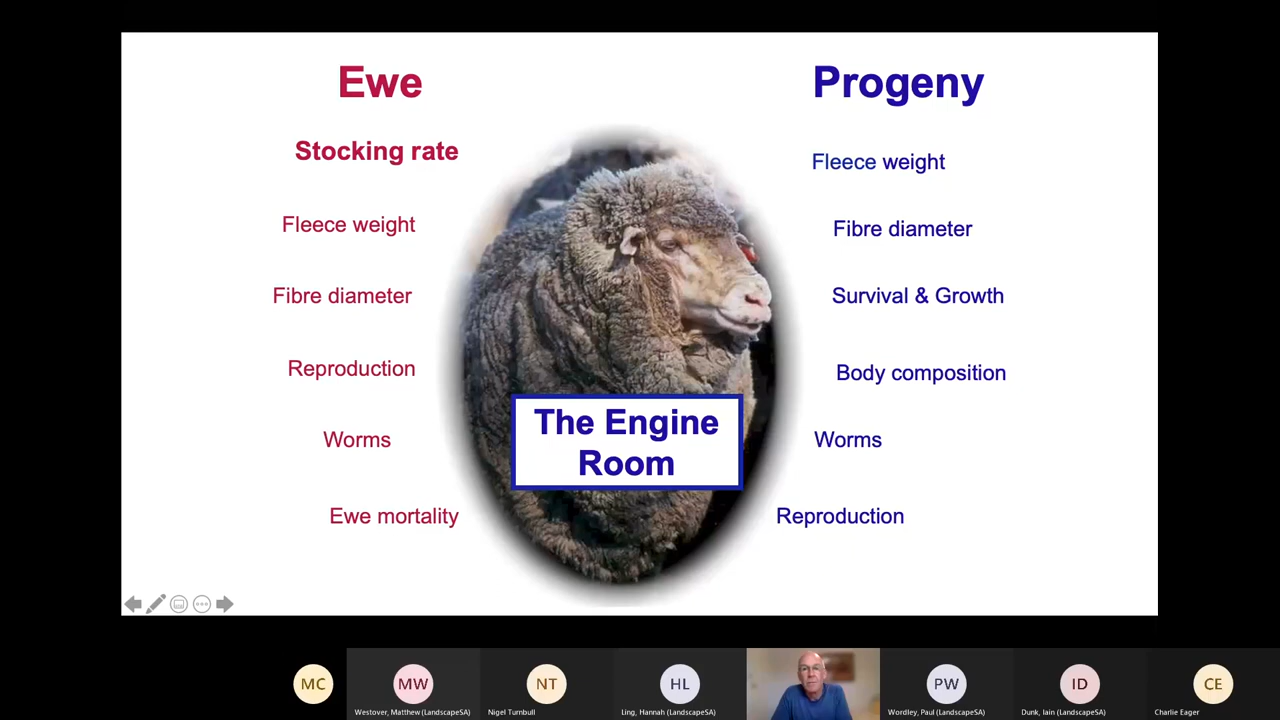 Ewe
Progeny
Stocking rate
Fleece weight
Fleece weight
Fibre diameter
Fibre diameter
Survival & Growth
Reproduction
Body composition
The Engine
Room
Worms
Worms
Ewe mortality
Reproduction
MC
MW
NT
HL
PW
ID
CE
Westover, Matthew (LandscapeSA)
Nigel Turnbull
Ling, Hannah (LandscapeSA)
Wordley, Paul (LandscapeSA)
Dunk, Iain (LandscapeSA)
Charlie Eager